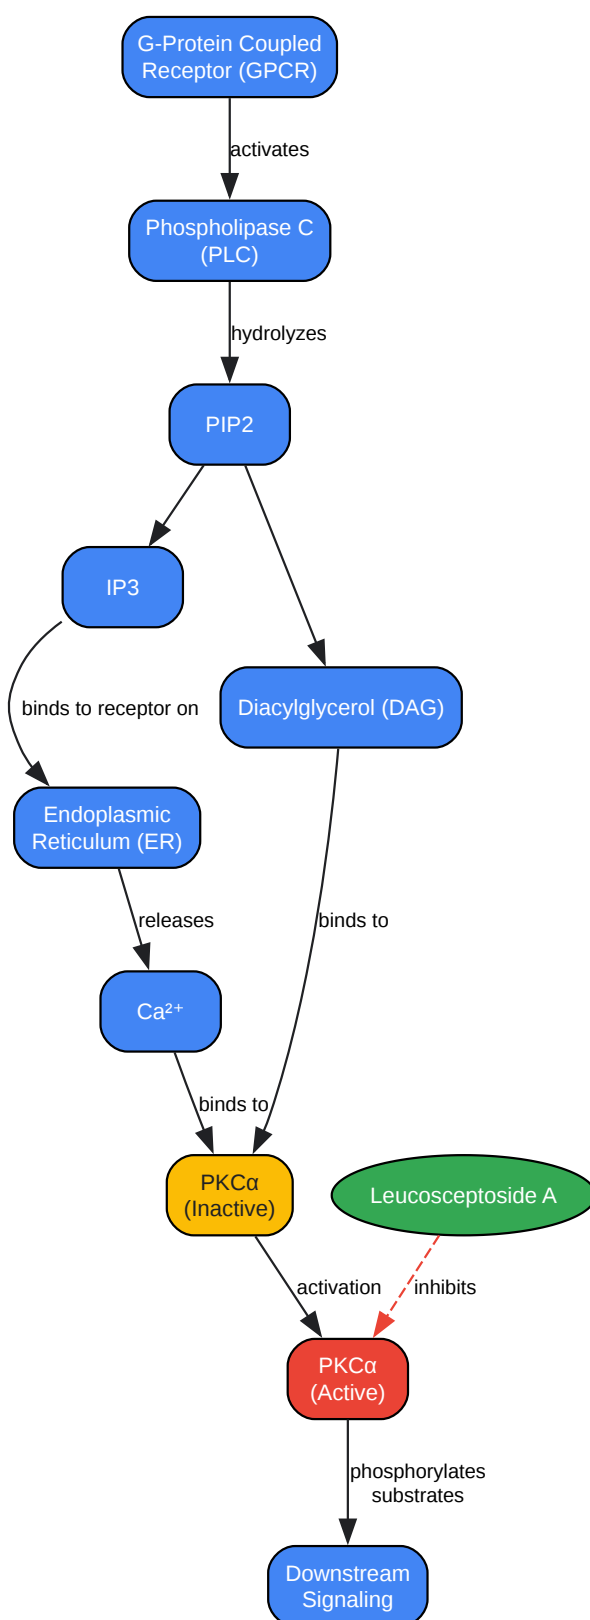 G-Protein Coupled
Receptor (GPCR)
activates
Phospholipase C
(PLC)
hydrolyzes
PIP2
IP3
binds to receptor on
Diacylglycerol (DAG)
Endoplasmic
Reticulum (ER)
releases
binds to
Ca²⁺
binds to
PKCα
(Inactive)
Leucosceptoside A
activation
inhibits
PKCα
(Active)
phosphorylates
substrates
Downstream
Signaling